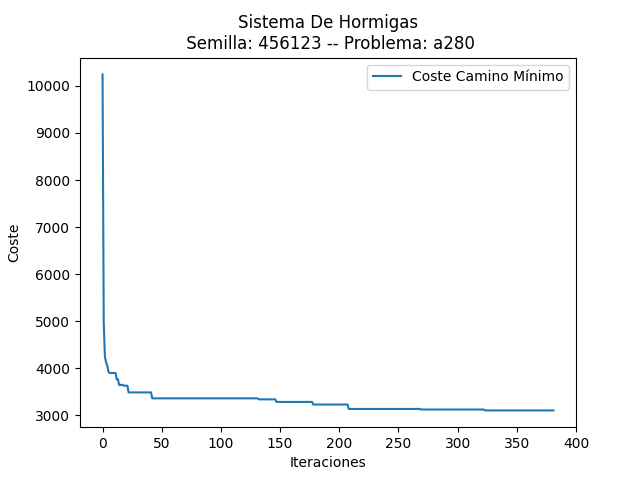 Sistema De Hormigas
Semilla: 456123 -- Problema: a280
Coste Camino Mínimo
10000
9000
8000
7000
6000
5000
4000
3000
Coste
0 50 100 150 200 250 300 350 400
Iteraciones